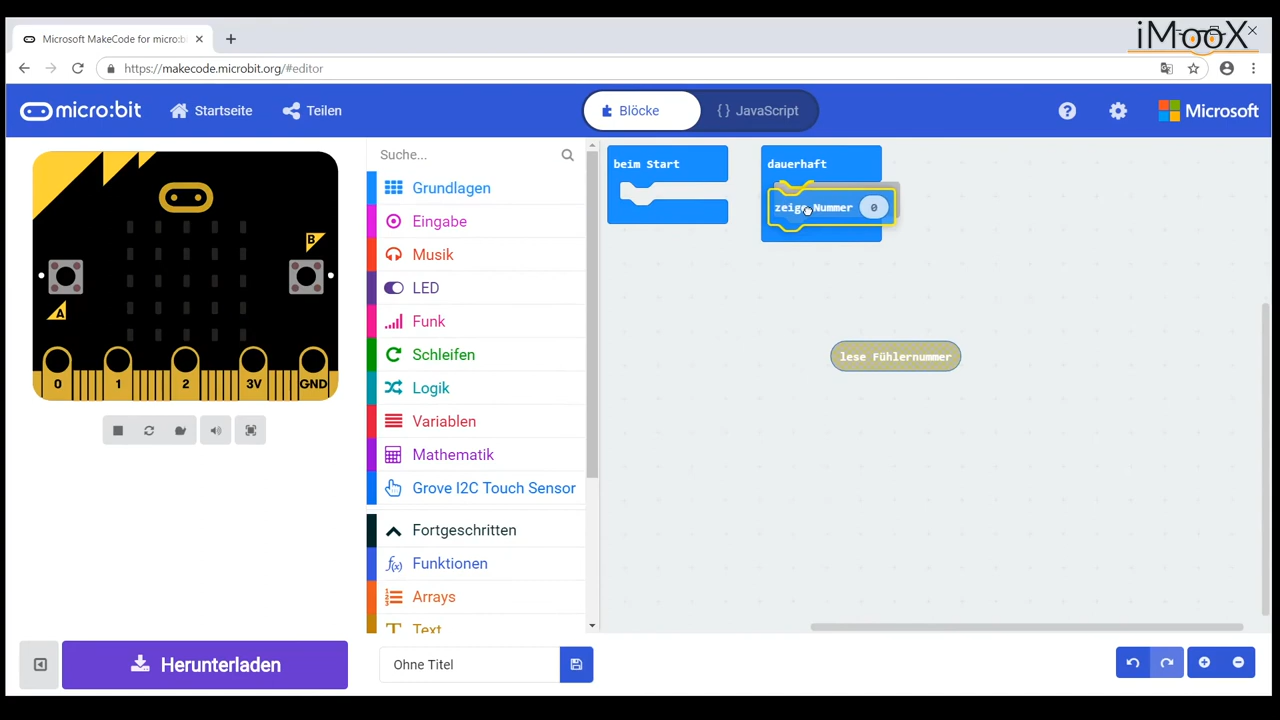 Microsoft MakeCode for micro:bi
iMooX
https://makecode.microbit.org/#editor
micro:bit
Startseite
Teilen
Blöcke
{ } JavaScript
Microsoft
Suche...
Grundlagen
Eingabe
Musik
LED
Funk
Schleifen
Logik
Variablen
Mathematik
Grove I2C Touch Sensor
Fortgeschritten
Funktionen
Arrays
Text
beim Start
dauerhaft
zeige Nummer 0
lese Fühlernummer
B
A
0 1 2 3V GND
Herunterladen
Ohne Titel